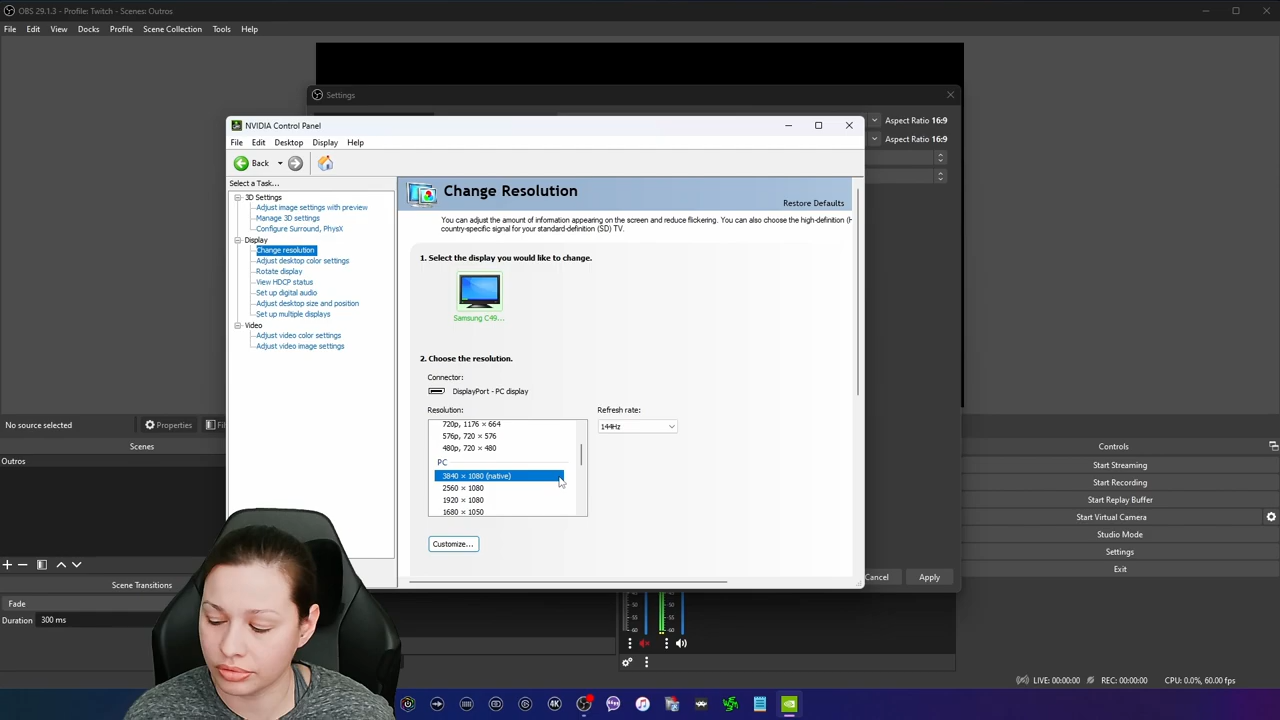 OBS 29.1.3 - Profile: Twitch - Scenes: Outros
File Edit View Docks Profile Scene Collection Tools Help
Settings
Aspect Ratio 16:9
Aspect Ratio 16:9
NVIDIA Control Panel
File Edit Desktop Display Help
Back
Select a Task...
3D Settings
Adjust image settings with preview
Manage 3D settings
Configure Surround, PhysX
Display
Change resolution
Adjust desktop color settings
Rotate display
View HDCP status
Set up digital audio
Adjust desktop size and position
Set up multiple displays
Video
Adjust video color settings
Adjust video image settings
Change Resolution
Restore Defaults
You can adjust the amount of information appearing on the screen and reduce flickering. You can also choose the high-definition (H
country-specific signal for your standard-definition (SD) TV.
1. Select the display you would like to change.
Samsung C49...
2. Choose the resolution.
Connector:
DisplayPort - PC display
Resolution:
Refresh rate:
144Hz
720p, 1176 × 664
576p, 720 × 576
480p, 720 × 480
PC
3840 × 1080 (native)
2560 × 1080
1920 × 1080
1680 × 1050
Customize...
Cancel
Apply
No source selected
Properties
Fil
Scenes
Outros
Scene Transitions
Fade
Duration 300 ms
Controls
Start Streaming
Start Recording
Start Replay Buffer
Start Virtual Camera
Studio Mode
Settings
Exit
-50
-55
-60
-50
-55
-60
LIVE: 00:00:00 REC: 00:00:00 CPU: 0.0%, 60.00 fps
4K